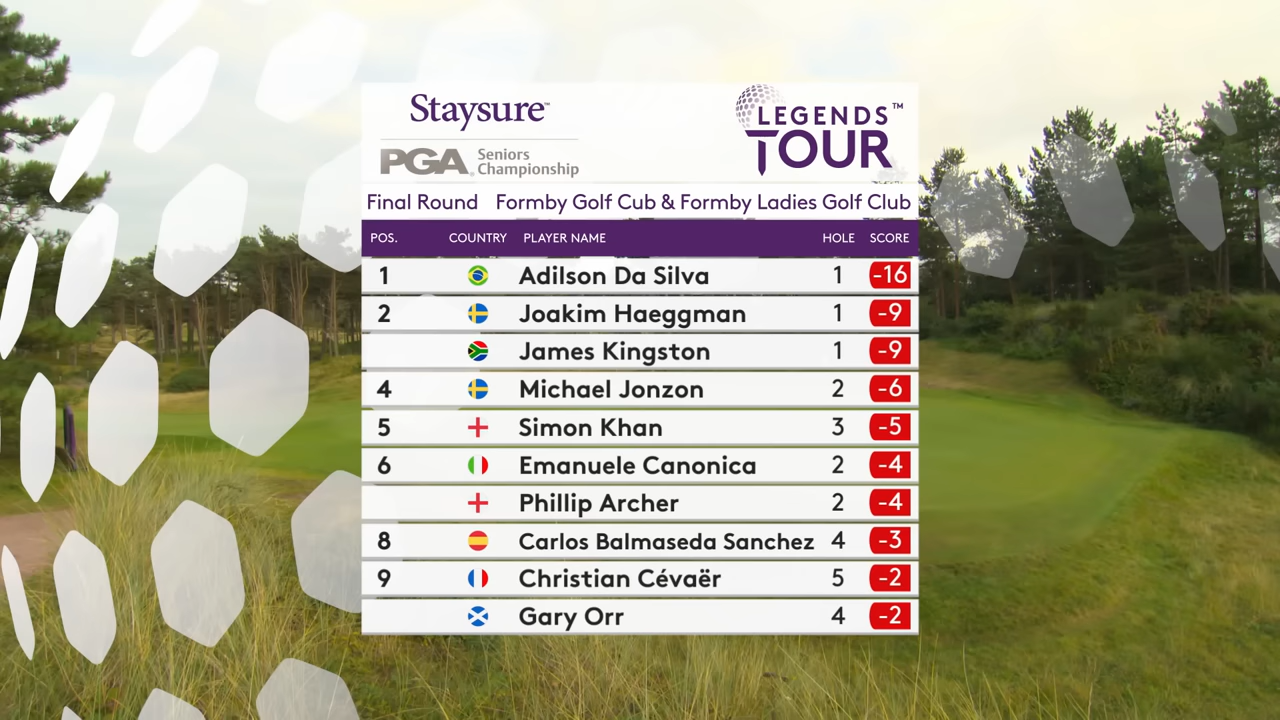 Staysure™
PGA Seniors Championship
LEGENDS™ TOUR
Final Round Formby Golf Cub & Formby Ladies Golf Club
POS. COUNTRY PLAYER NAME HOLE SCORE
1 Adilson Da Silva 1 -16
2 Joakim Haeggman 1 -9
James Kingston 1 -9
4 Michael Jonzon 2 -6
5 Simon Khan 3 -5
6 Emanuele Canonica 2 -4
Phillip Archer 2 -4
8 Carlos Balmaseda Sanchez 4 -3
9 Christian Cévaër 5 -2
Gary Orr 4 -2